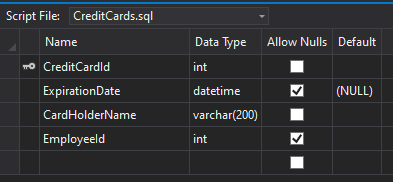 Script File: CreditCards.sql
Name Data Type Allow Nulls Default
CreditCardId int
ExpirationDate datetime (NULL)
CardHolderName varchar(200)
EmployeeId int